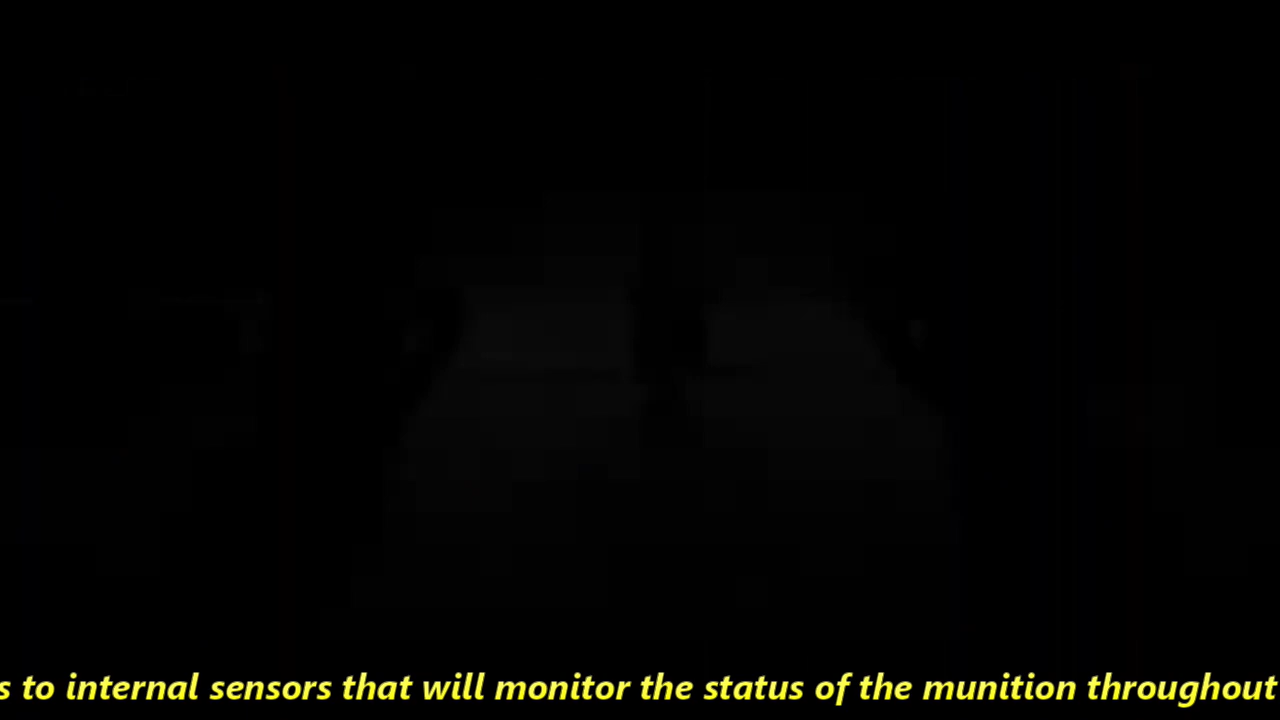 s to internal sensors that will monitor the status of the munition throughout